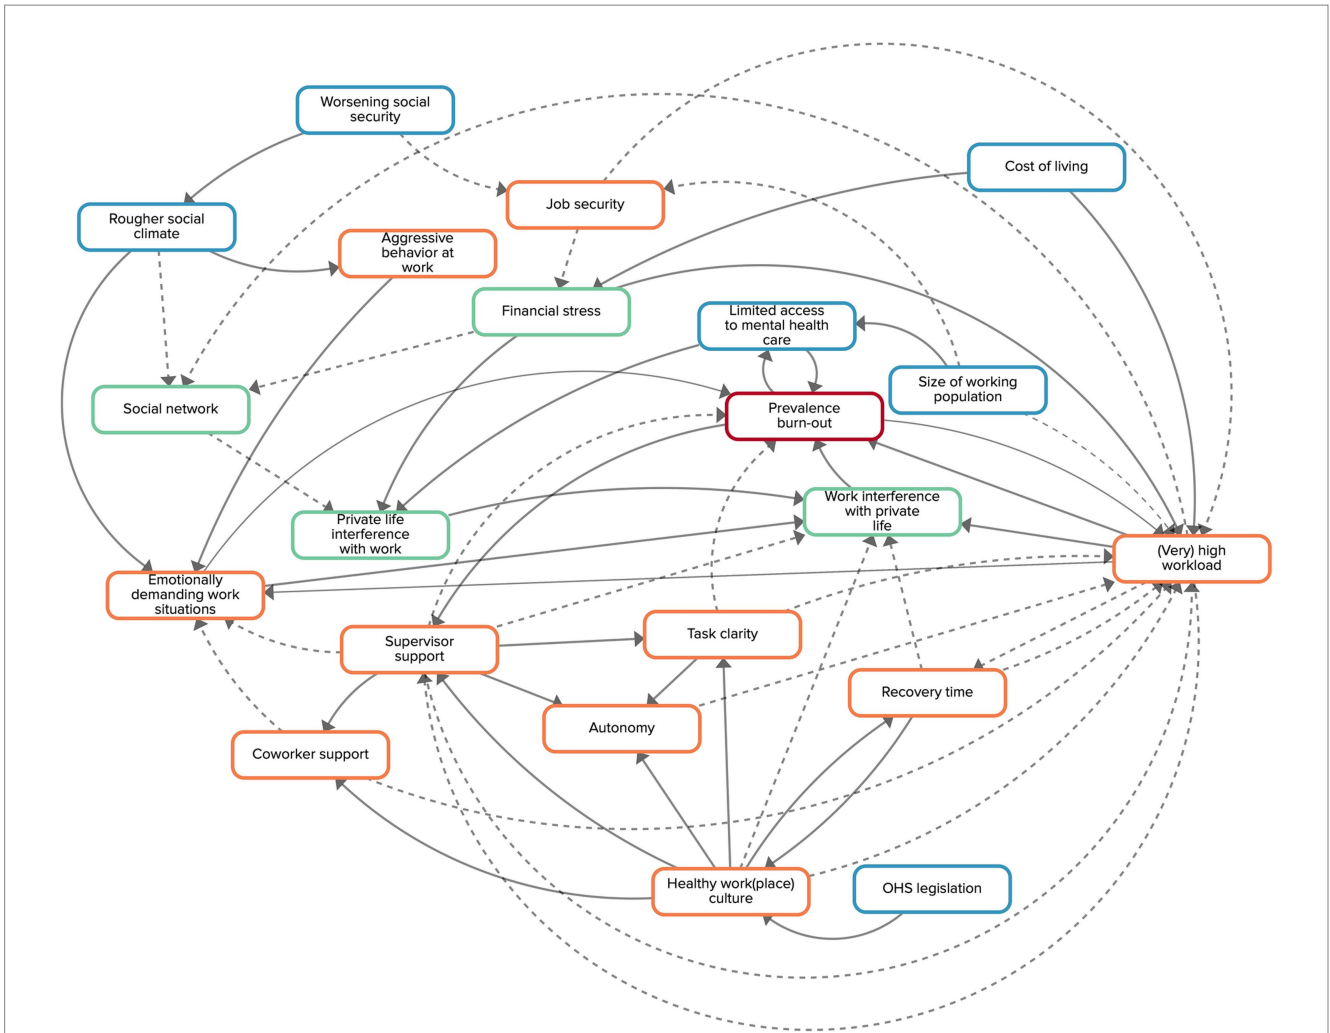 Worsening social
security
Cost of living
Job security
Rougher social
climate
Aggressive
behavior at
work
Financial stress
Limited access
to mental health
care
Size of working
population
Social network
Prevalence
burn-out
Work interference
with private
life
Private life
interference
with work
(Very) high
workload
Emotionally
demanding work
situations
Supervisor
support
Task clarity
Recovery time
Autonomy
Coworker support
Healthy work(place)
culture
OHS legislation